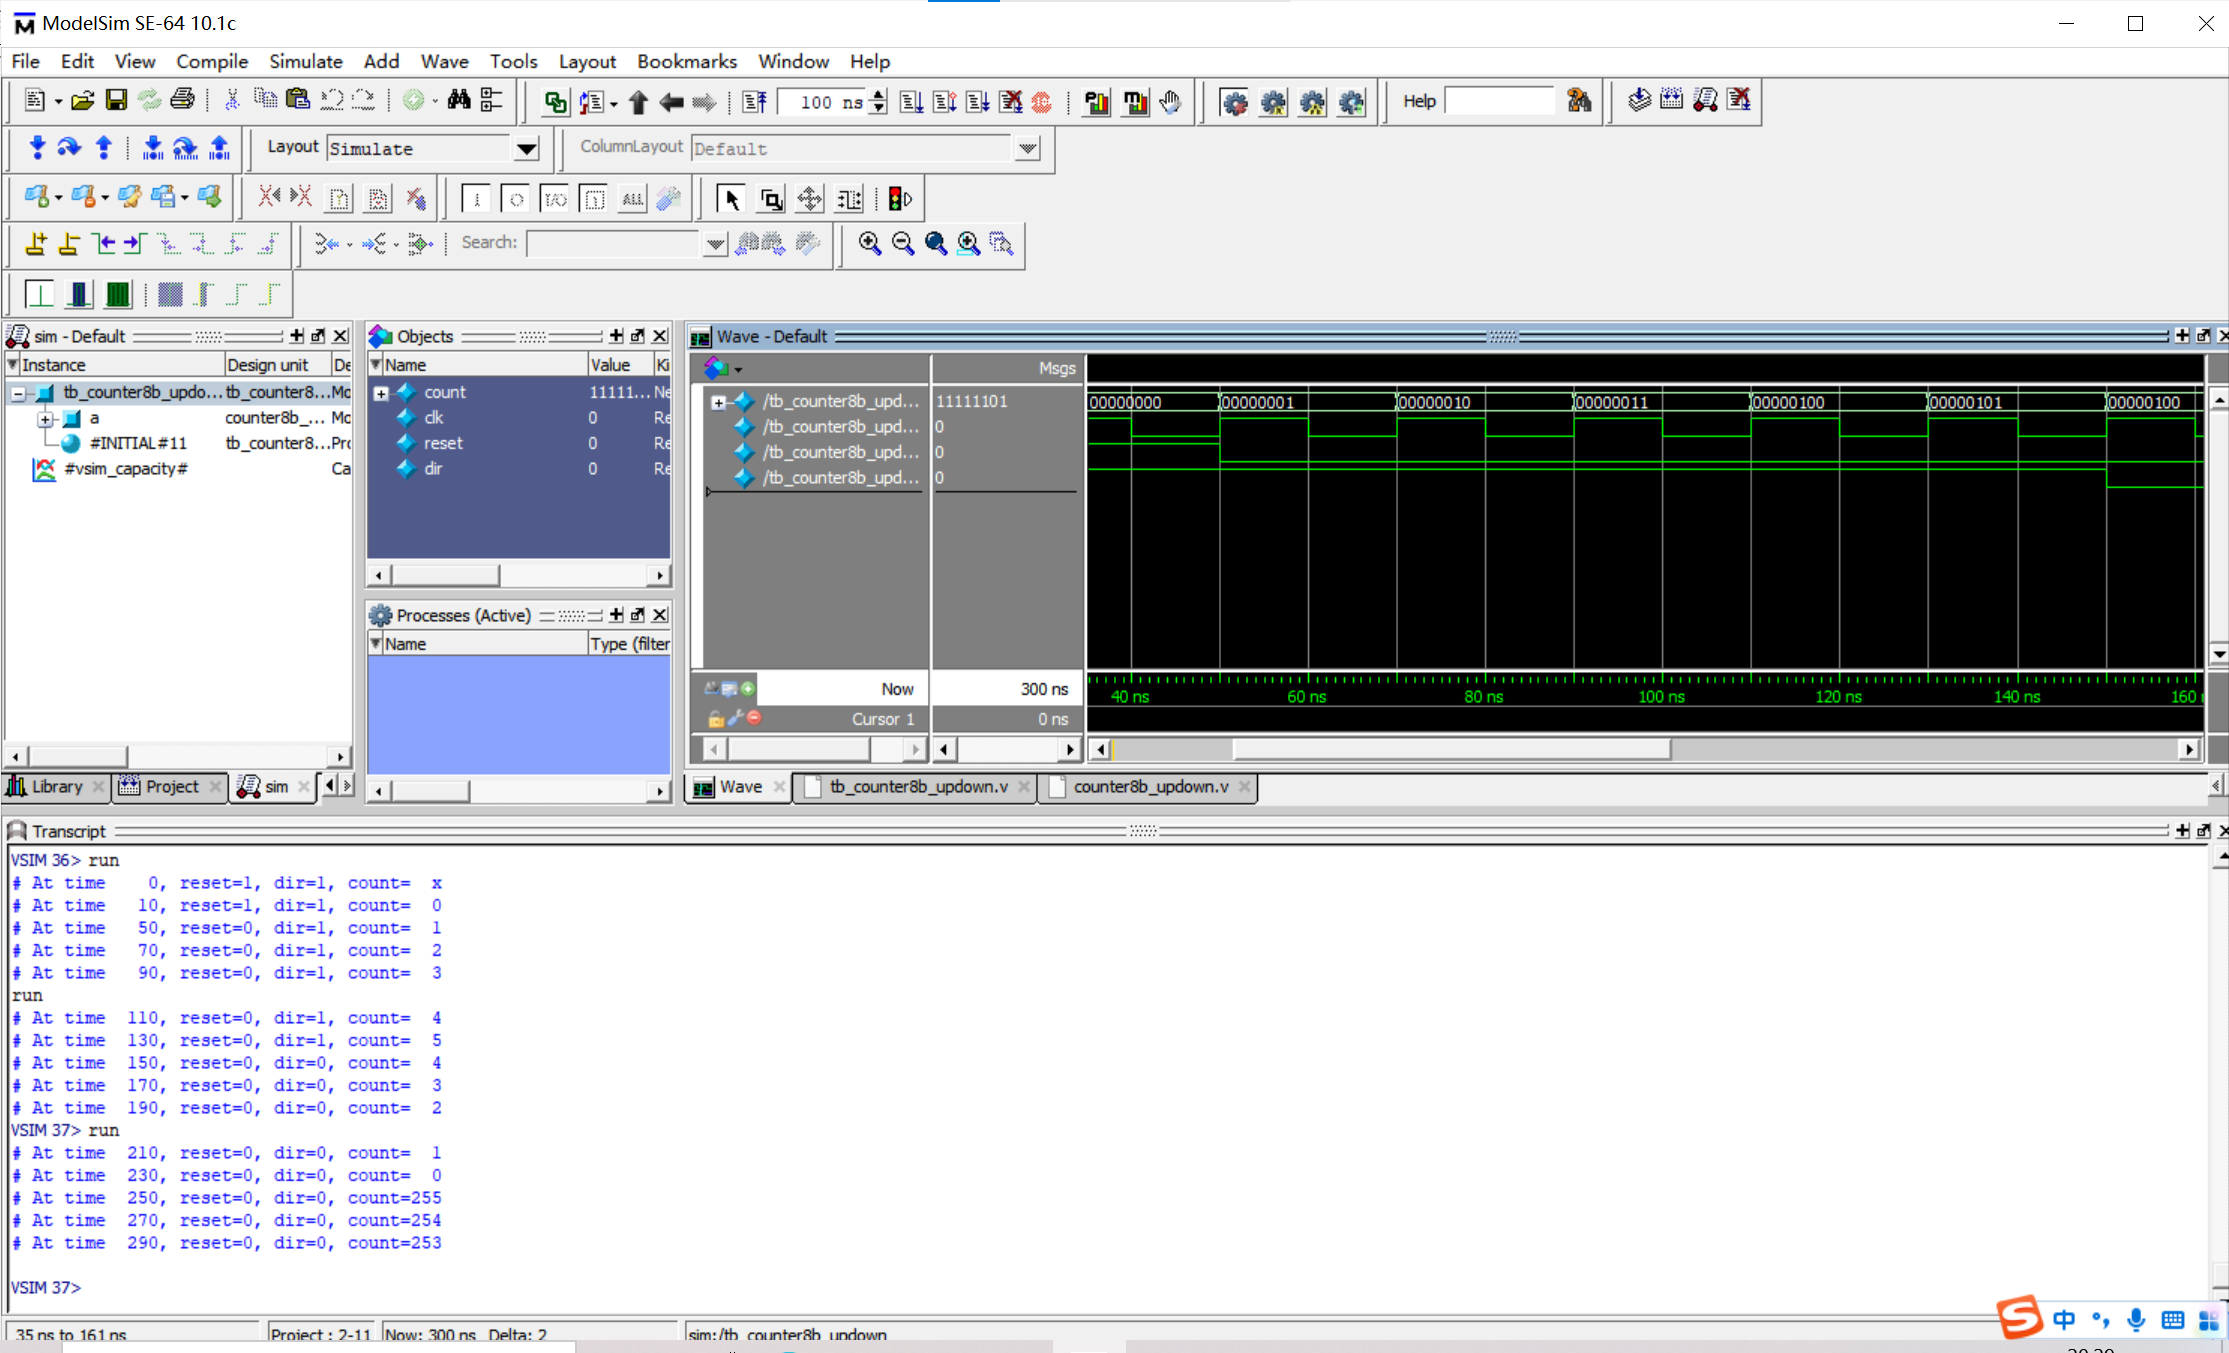 ModelSim SE-64 10.1c
File Edit View Compile Simulate Add Wave Tools Layout Bookmarks Window Help
100 ns
Help
Layout Simulate
ColumnLayout Default
ALL
Search:
sim - Default
Instance Design unit De
tb_counter8b_updo... tb_counter8... Mo
a counter8b_... Mo
#INITIAL#11 tb_counter8... Pro
#vsim_capacity# Ca
Library Project sim
Objects
Name Value Ki
count 11111... Ne
clk 0 Re
reset 0 Re
dir 0 Re
Processes (Active)
Name Type (filter
Wave - Default
Msgs
/tb_counter8b_upd... 11111101 00000000 00000001 00000010 00000011 00000100 00000101 00000100
/tb_counter8b_upd... 0
/tb_counter8b_upd... 0
/tb_counter8b_upd... 0
Now 300 ns 40 ns 60 ns 80 ns 100 ns 120 ns 140 ns 160
Cursor 1 0 ns
Wave tb_counter8b_updown.v counter8b_updown.v
Transcript
VSIM 36> run
# At time 0, reset=1, dir=1, count= x
# At time 10, reset=1, dir=1, count= 0
# At time 50, reset=0, dir=1, count= 1
# At time 70, reset=0, dir=1, count= 2
# At time 90, reset=0, dir=1, count= 3
run
# At time 110, reset=0, dir=1, count= 4
# At time 130, reset=0, dir=1, count= 5
# At time 150, reset=0, dir=0, count= 4
# At time 170, reset=0, dir=0, count= 3
# At time 190, reset=0, dir=0, count= 2
VSIM 37> run
# At time 210, reset=0, dir=0, count= 1
# At time 230, reset=0, dir=0, count= 0
# At time 250, reset=0, dir=0, count=255
# At time 270, reset=0, dir=0, count=254
# At time 290, reset=0, dir=0, count=253
VSIM 37>
中
35 ns to 161 ns Project : 2-11 Now: 300 ns Delta: 2 sim:/tb_counter8b_updown